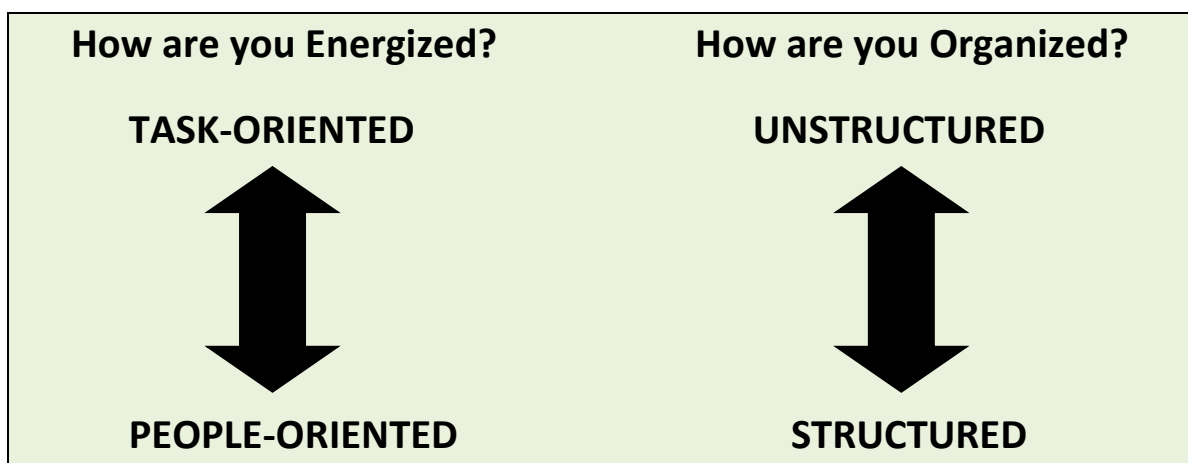 How are you Energized?
How are you Organized?
TASK-ORIENTED
UNSTRUCTURED
PEOPLE-ORIENTED
STRUCTURED